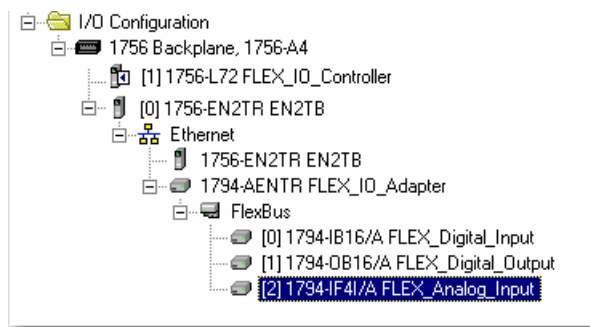 I/O Configuration
1756 Backplane, 1756-A4
[1] 1756-L72 FLEX_IO_Controller
[0] 1756-EN2TR EN2TB
Ethernet
1756-EN2TR EN2TB
1794-AENTR FLEX_IO_Adapter
FlexBus
[0] 1794-IB16/A FLEX_Digital_Input
[1] 1794-OB16/A FLEX_Digital_Output
[2] 1794-IF4I/A FLEX_Analog_Input